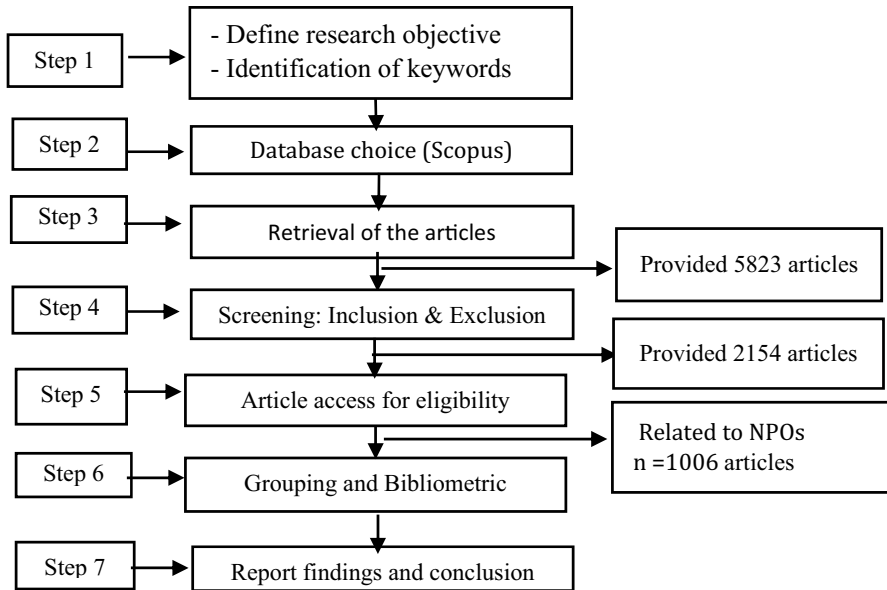 Step 1
- Define research objective
- Identification of keywords
Step 2
Database choice (Scopus)
Step 3
Retrieval of the articles
Provided 5823 articles
Step 4
Screening: Inclusion & Exclusion
Provided 2154 articles
Step 5
Article access for eligibility
Related to NPOs
n =1006 articles
Step 6
Grouping and Bibliometric
Step 7
Report findings and conclusion